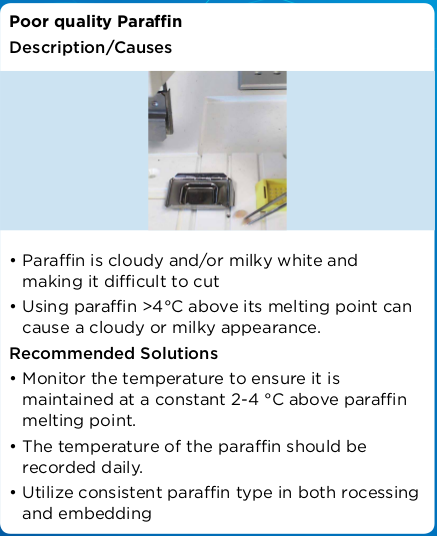 Poor quality Paraffin
Description/Causes
• Paraffin is cloudy and/or milky white and
making it difficult to cut
• Using paraffin >4°C above its melting point can
cause a cloudy or milky appearance.
Recommended Solutions
• Monitor the temperature to ensure it is
maintained at a constant 2-4 °C above paraffin
melting point.
• The temperature of the paraffin should be
recorded daily.
• Utilize consistent paraffin type in both rocessing
and embedding